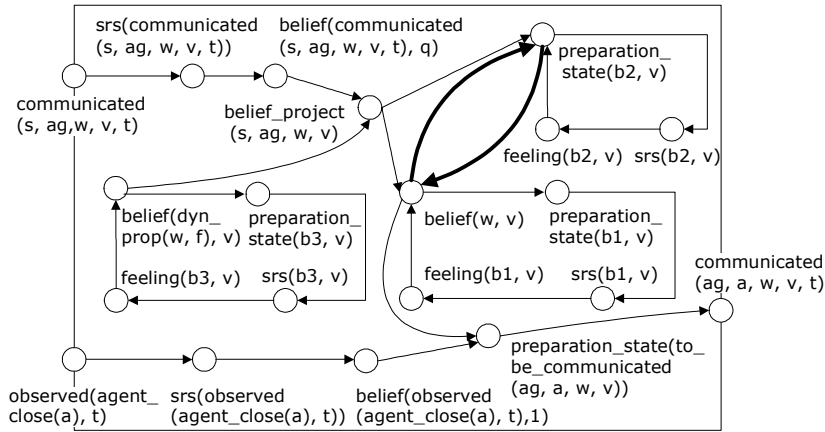 srs(communicated
(s, ag, w, v, t))
belief(communicated
(s, ag, w, v, t), q)
preparation_
state(b2, v)
communicated
(s, ag,w, v, t)
belief_project
(s, ag, w, v)
feeling(b2, v)
srs(b2, v)
belief(dyn_
prop(w, f), v)
preparation_
state(b3, v)
belief(w, v)
preparation_
state(b1, v)
feeling(b3, v)
srs(b3, v)
feeling(b1, v)
srs(b1, v)
communicated
(ag, a, w, v, t)
observed(agent_
close(a), t)
srs(observed
(agent_close(a), t))
belief(observed
(agent_close(a), t),1)
preparation_state(to_
be_communicated
(ag, a, w, v))